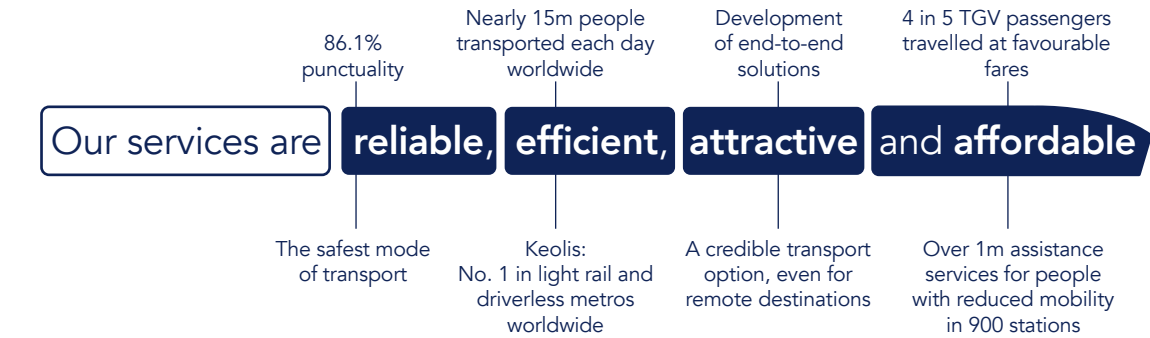 86.1%
punctuality
Nearly 15m people
transported each day
worldwide
Development
of end-to-end
solutions
4 in 5 TGV passengers
travelled at favourable
fares
Our services are reliable, efficient, attractive and affordable
The safest mode
of transport
Keolis:
No. 1 in light rail and
driverless metros
worldwide
A credible transport
option, even for
remote destinations
Over 1m assistance
services for people
with reduced mobility
in 900 stations